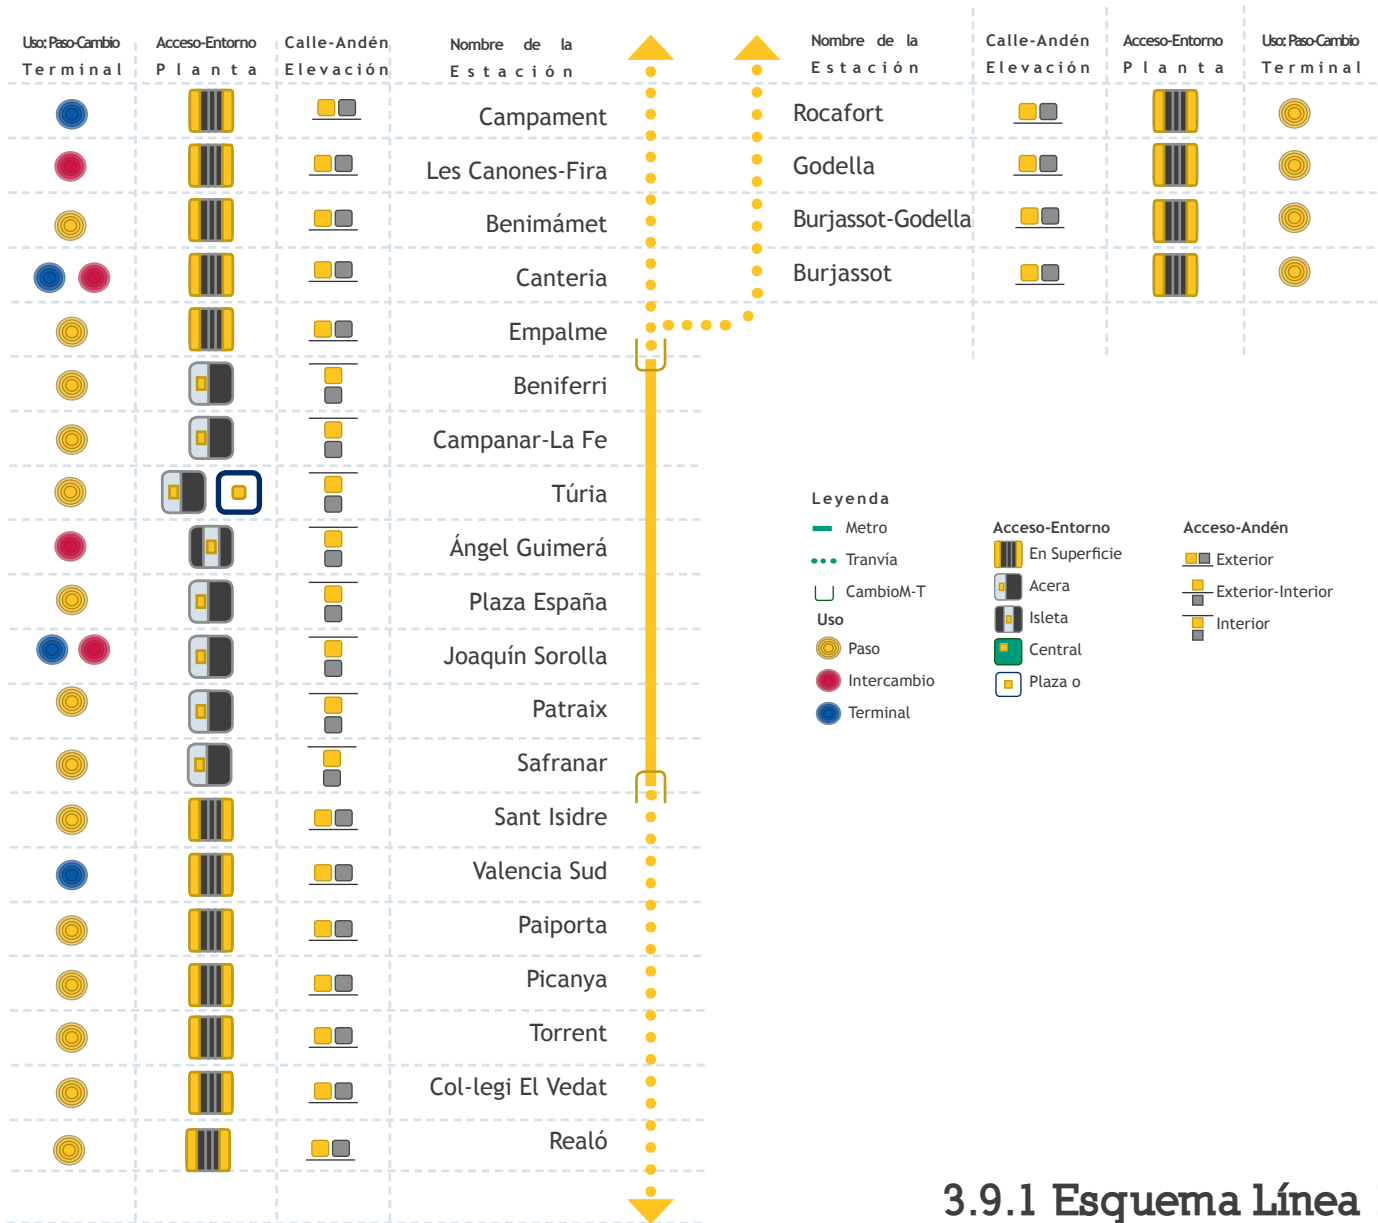 Uso: Paso-Cambio
Terminal
Acceso-Entorno
Planta
Calle-Andén
Elevación
Nombre de la
Estación
Campament
Les Canones-Fira
Benimámet
Canteria
Empalme
Beniferri
Campanar-La Fe
Túria
Ángel Guimerá
Plaza España
Joaquín Sorolla
Patraix
Safranar
Sant Isidre
Valencia Sud
Paiporta
Picanya
Torrent
Col-legi El Vedat
Realó
Nombre de la
Estación
Calle-Andén
Elevación
Acceso-Entorno
Planta
Uso: Paso-Cambio
Terminal
Rocafort
Godella
Burjassot-Godella
Burjassot
Leyenda
Metro
Tranvía
CambioM-T
Uso
Paso
Intercambio
Terminal
Acceso-Entorno
En Superficie
Acera
Isleta
Central
Plaza o
Acceso-Andén
Exterior
Exterior-Interior
Interior
3.9.1 Esquema Línea